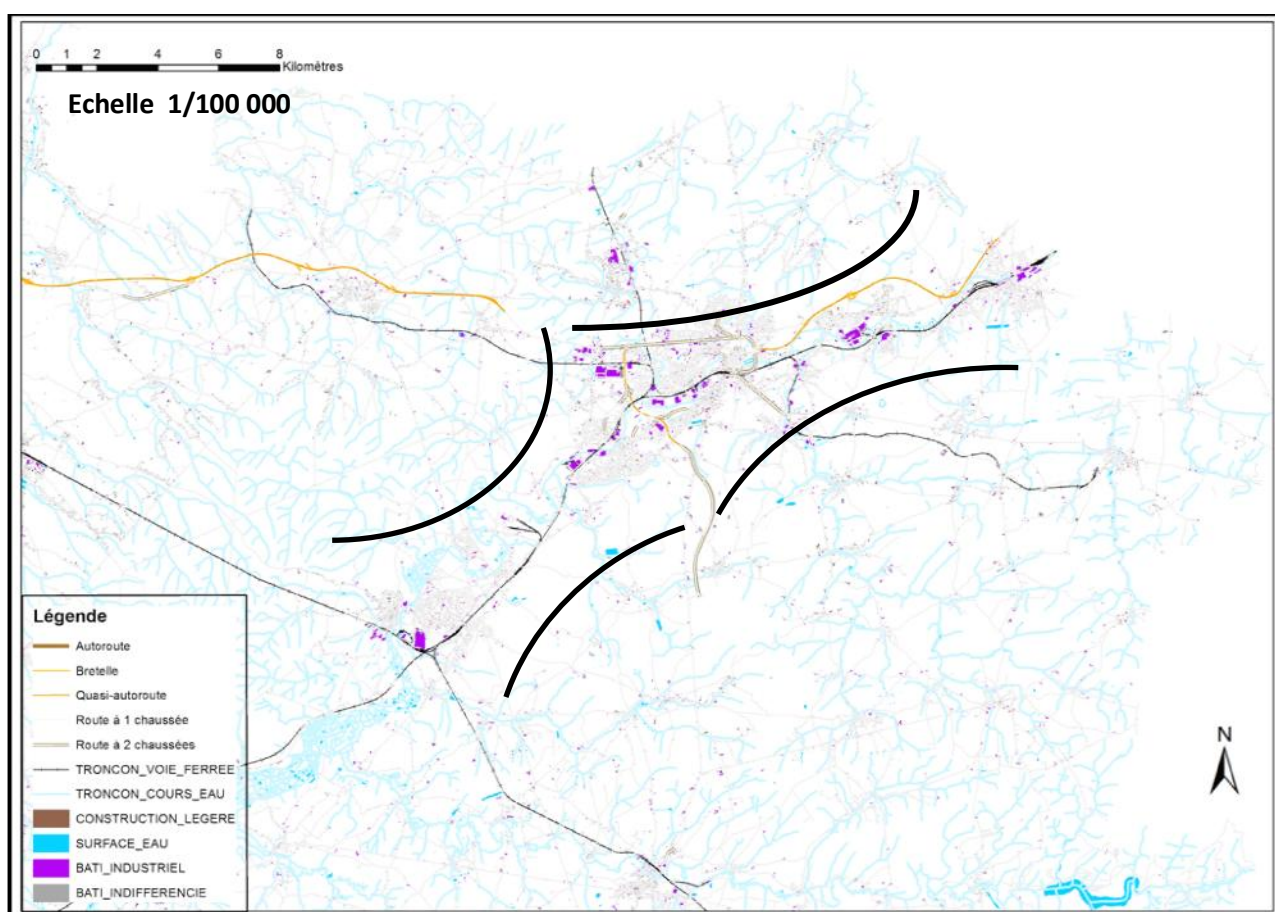 0 1 2 4 6 8
Kilomètres
Echelle 1/100 000
N
Légende
Autoroute
Bretelle
Quasi-autoroute
Route à 1 chaussée
Route à 2 chaussées
TRONCON_VOIE_FERREE
TRONCON_COURS_EAU
CONSTRUCTION_LEGERE
SURFACE_EAU
BATI_INDUSTRIEL
BATI_INDIFFERENCIE